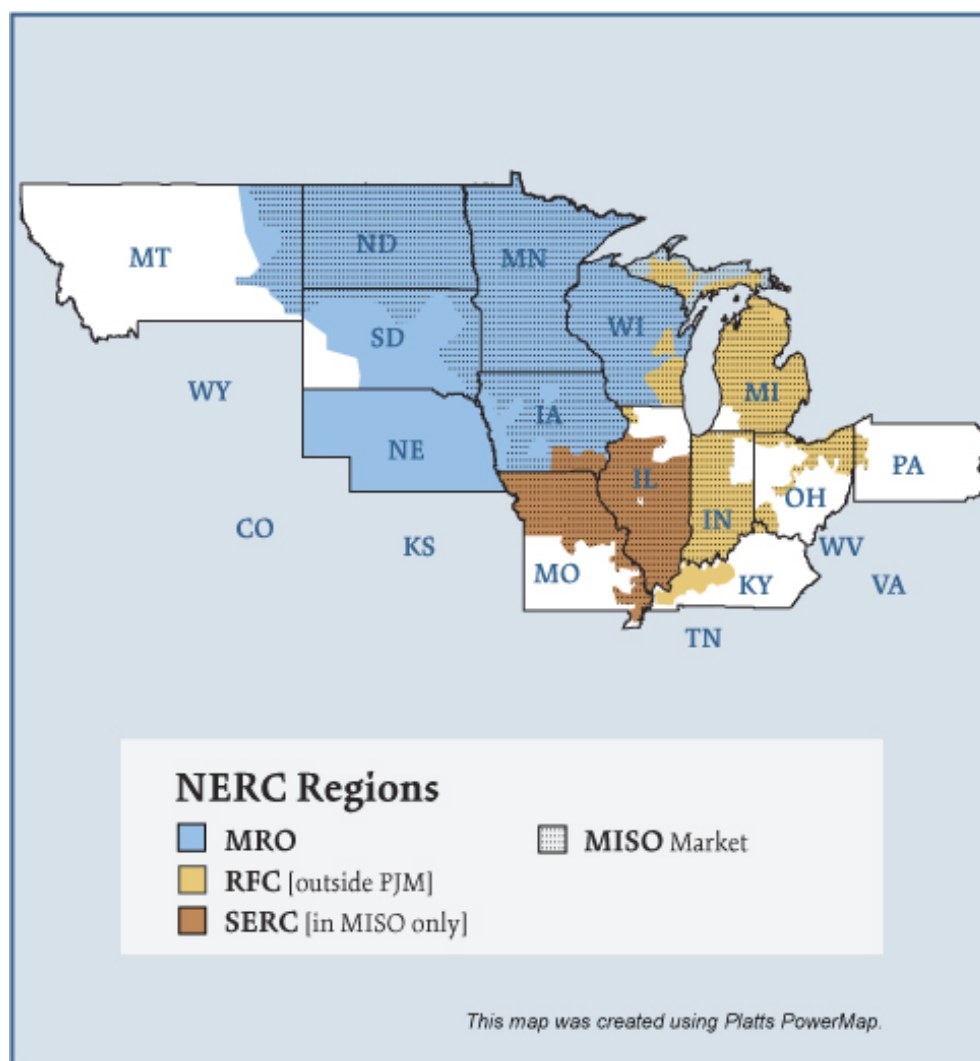 MT
ND
MN
SD
WI
WY
MI
IA
NE
PA
IL
OH
IN
CO
KS
WV
MO
KY
VA
TN
NERC Regions
MRO
MISO Market
RFC [outside PJM]
SERC [in MISO only]
This map was created using Platts PowerMap.